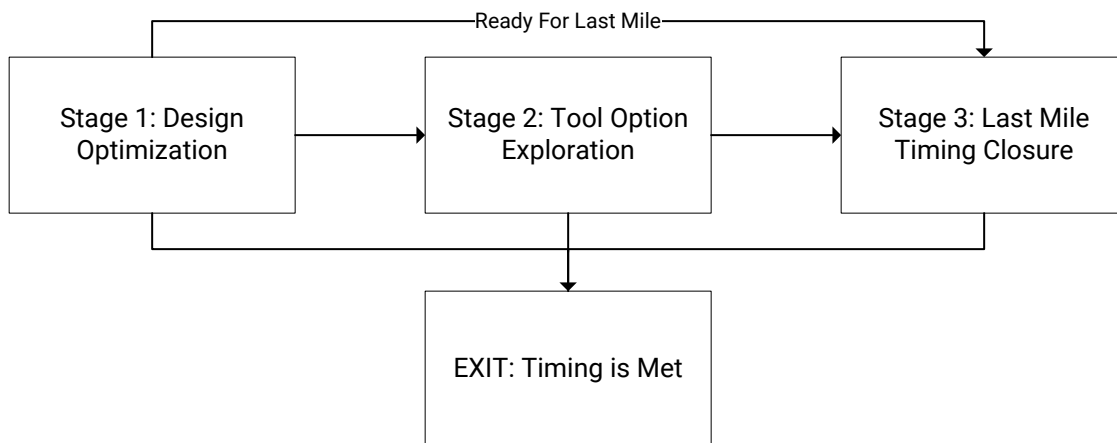 Ready For Last Mile
Stage 1: Design
Optimization
Stage 2: Tool Option
Exploration
Stage 3: Last Mile
Timing Closure
EXIT: Timing is Met